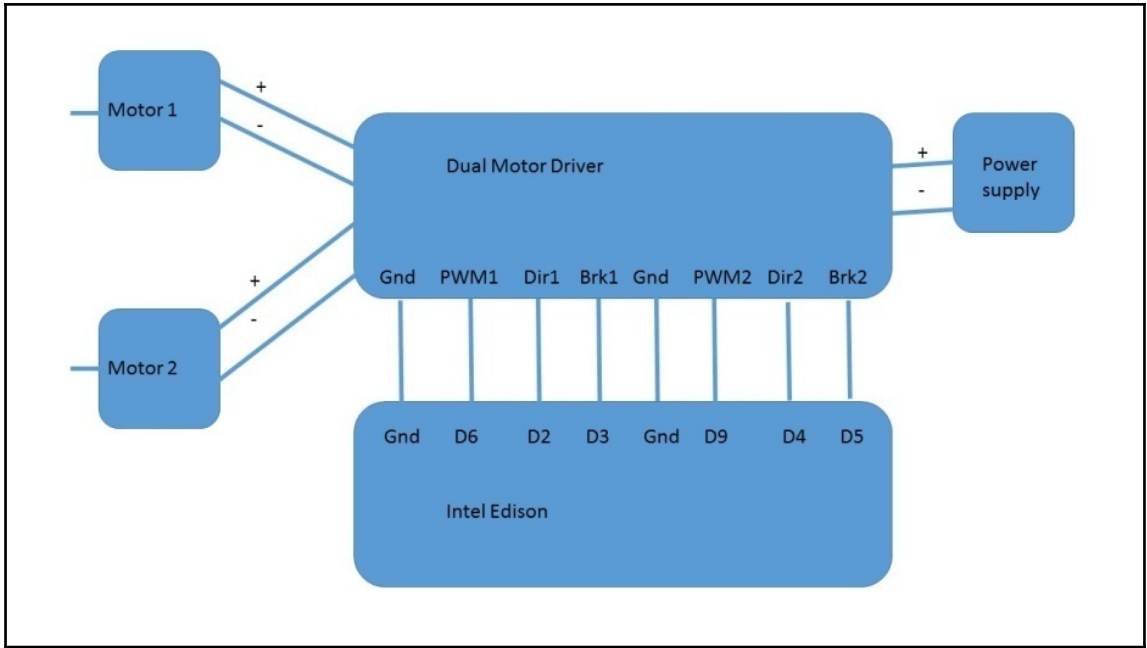 Motor 1
+
-
Dual Motor Driver
+
-
Power
supply
Gnd PWM1 Dir1 Brk1 Gnd PWM2 Dir2 Brk2
+
-
Motor 2
Gnd D6 D2 D3 Gnd D9 D4 D5
Intel Edison